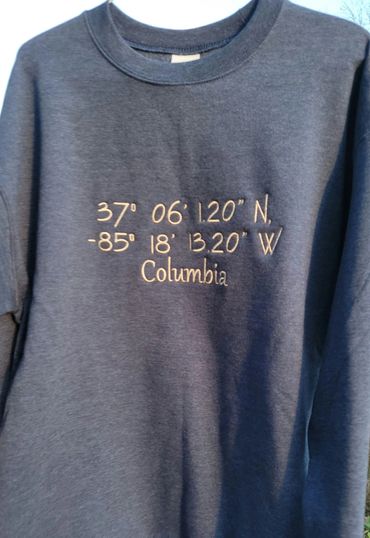 37° 06' 1.20" N,
-85° 18' 13.20" W
Columbia